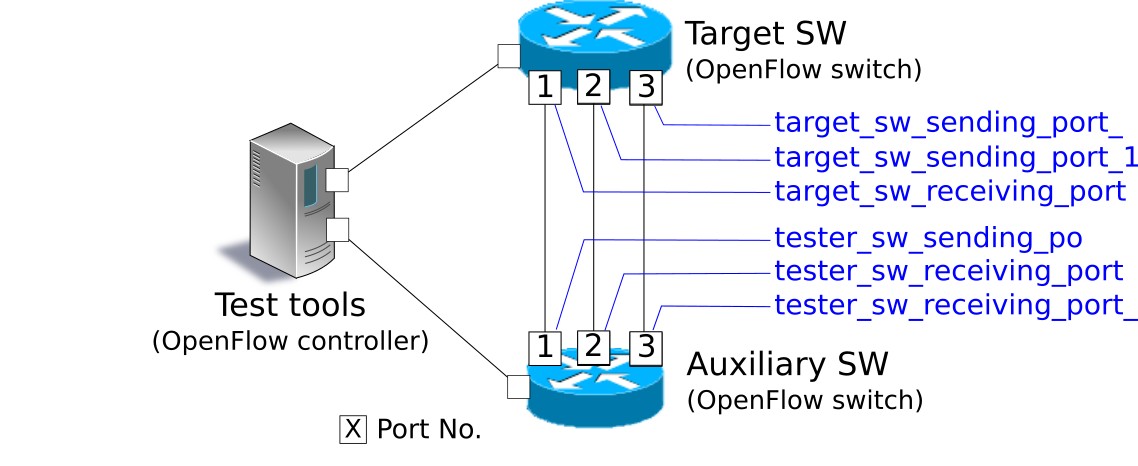 Target SW
(OpenFlow switch)
1 2 3
target_sw_sending_port_
target_sw_sending_port_1
target_sw_receiving_port
tester_sw_sending_po
tester_sw_receiving_port
tester_sw_receiving_port_
Test tools
(OpenFlow controller)
1 2 3
Auxiliary SW
(OpenFlow switch)
X Port No.